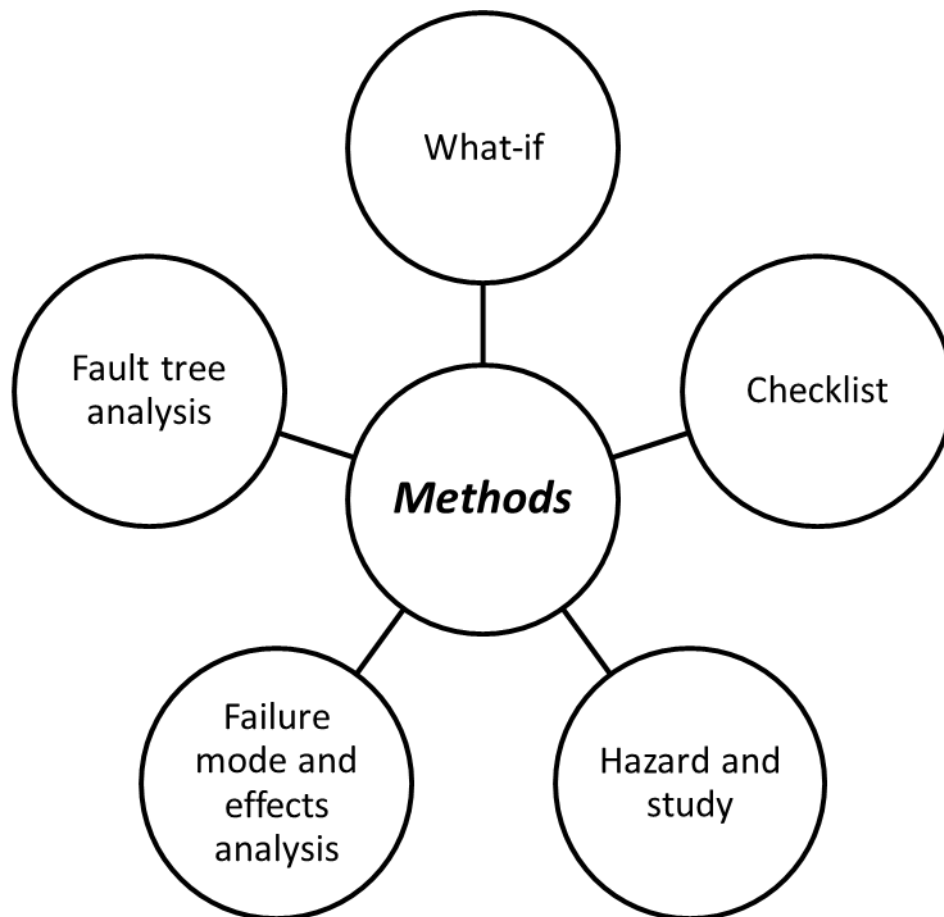 What-if
Fault tree
analysis
Checklist
Methods
Failure
mode and
effects
analysis
Hazard and
study